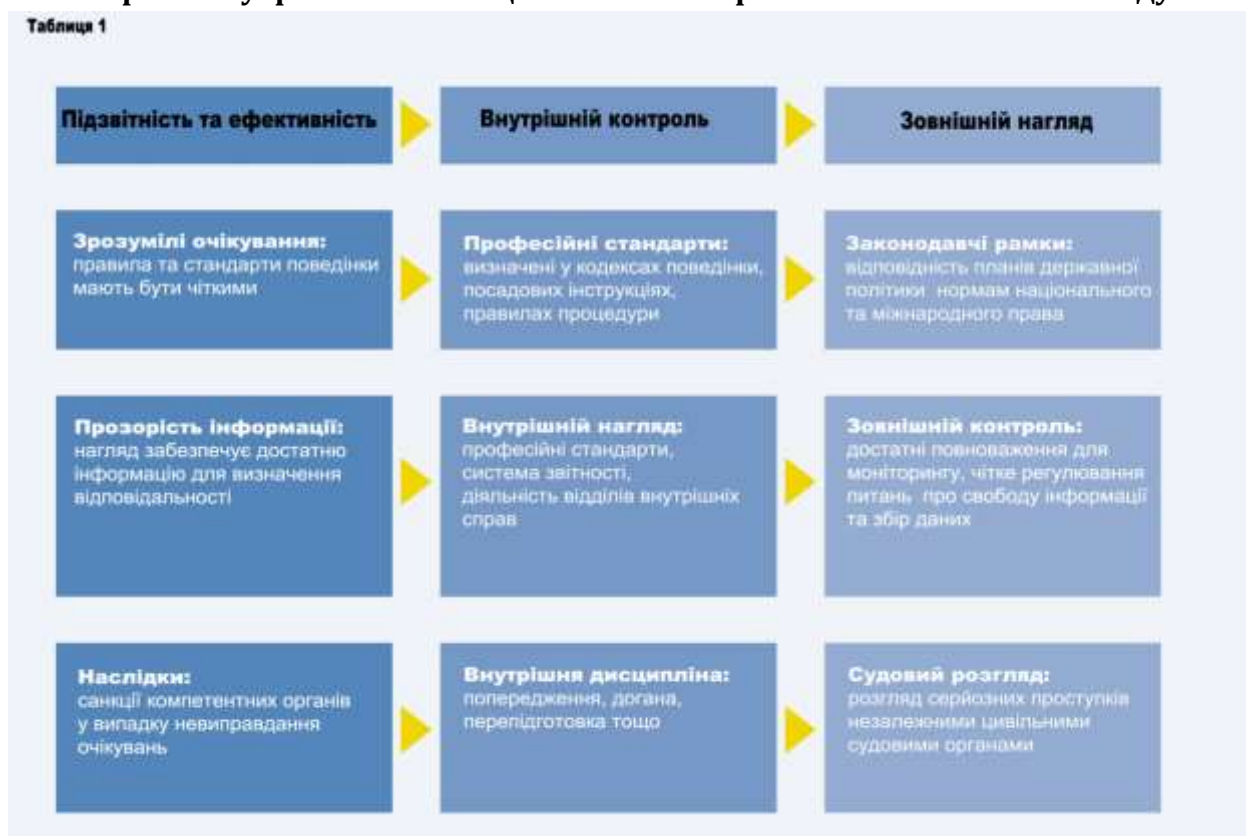 Таблиця 1
Підзвітність та ефективність
Внутрішній контроль
Зовнішній нагляд
Зрозумілі очікування:
правила та стандарти поведінки
мають бути чіткими
Професійні стандарти:
визначені у кодексах поведінки,
посадових інструкціях,
правилах процедури
Законодавчі рамки:
відповідність планів державної
політики нормам національного
та міжнародного права
Прозорість інформації:
нагляд забезпечує достатню
інформацію для визначення
відповідальності
Внутрішній нагляд:
професійні стандарти,
система звітності,
діяльність відділів внутрішніх
справ
Зовнішній контроль:
достатні повноваження для
моніторингу, чітке регулювання
питань про свободу інформації
та збір даних
Наслідки:
санкції компетентних органів
у випадку невиправдання
очікувань
Внутрішня дисципліна:
попередження, догана,
перепідготовка тощо
Судовий розгляд:
розгляд серйозних проступків
незалежними цивільними
судовими органами